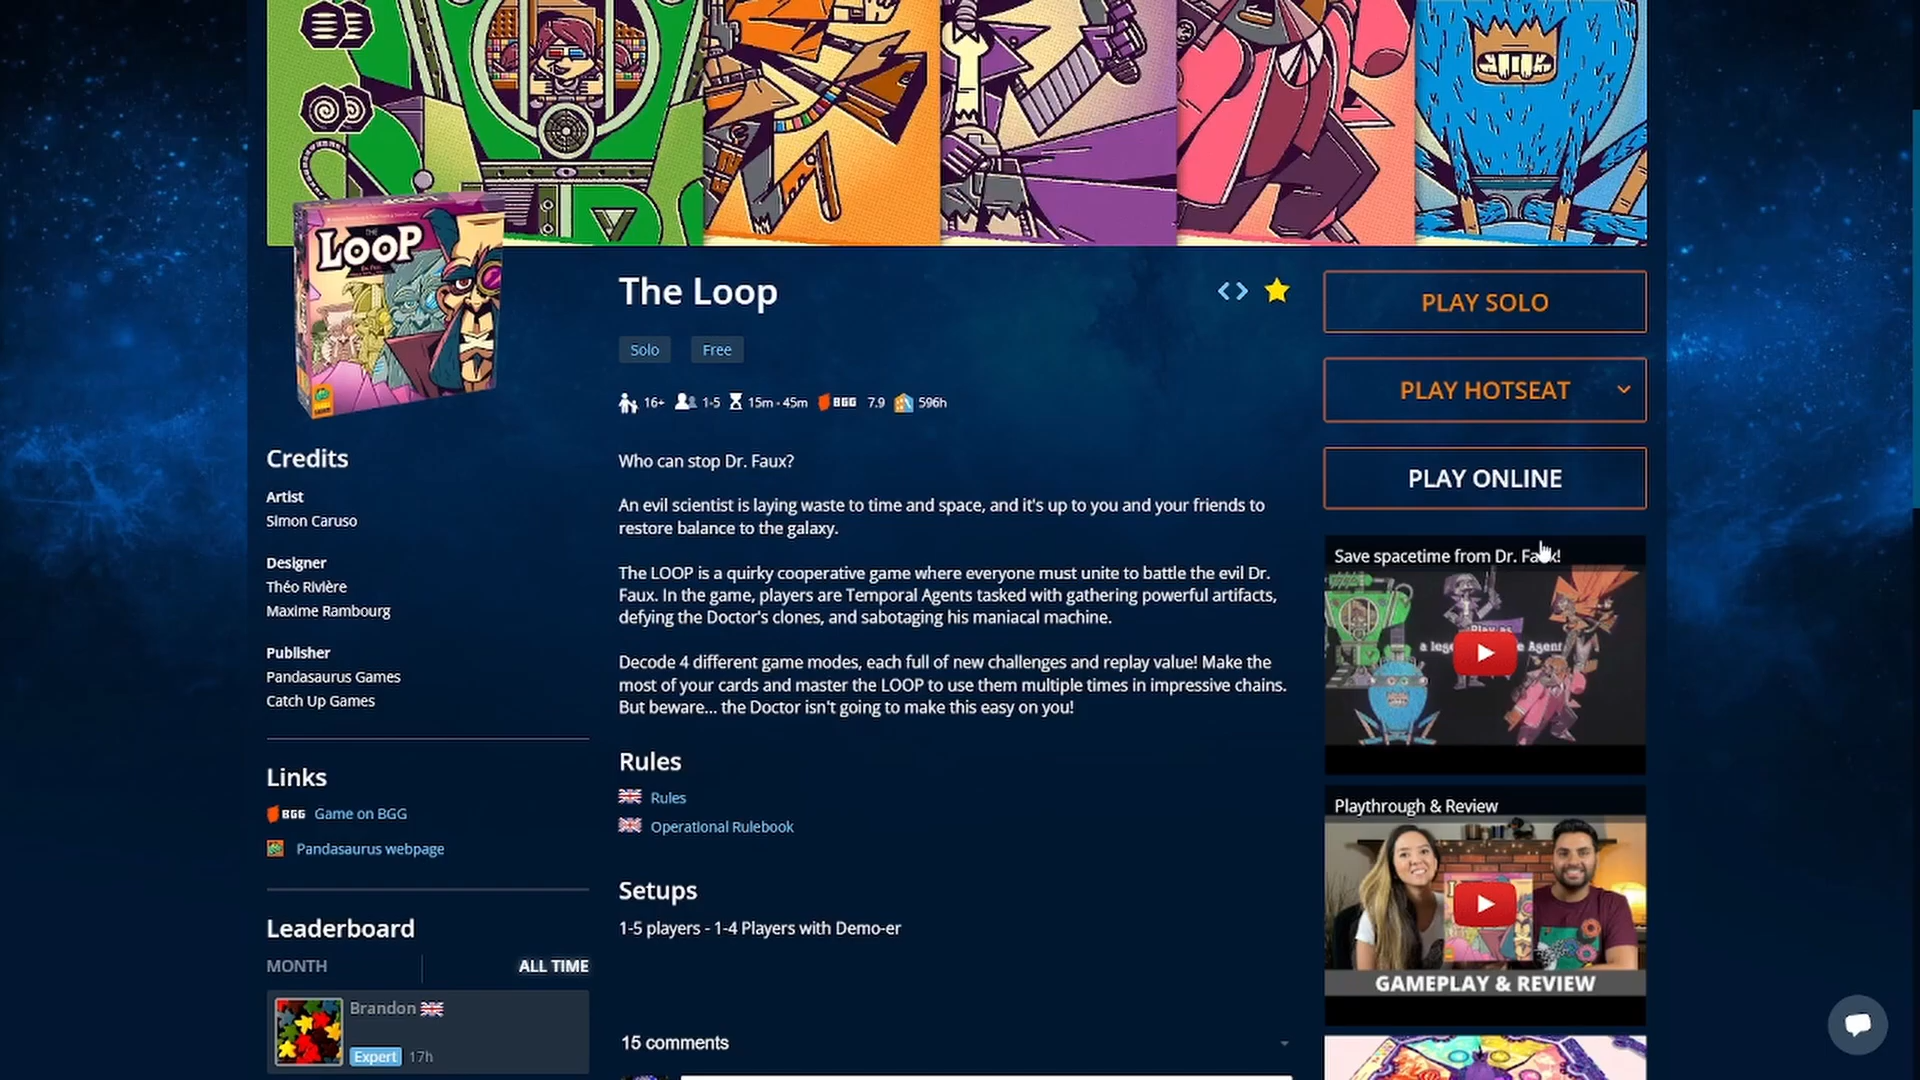 THE
LOOP
The Loop
Solo
Free
16+
1-5
15m - 45m
BGG
7.9
596h
PLAY SOLO
PLAY HOTSEAT
PLAY ONLINE
Credits
Artist
Simon Caruso
Designer
Théo Rivière
Maxime Rambourg
Publisher
Pandasaurus Games
Catch Up Games
Links
BGG Game on BGG
Pandasaurus webpage
Leaderboard
MONTH
ALL TIME
Brandon
Expert
17h
Who can stop Dr. Faux?
An evil scientist is laying waste to time and space, and it's up to you and your friends to
restore balance to the galaxy.
The LOOP is a quirky cooperative game where everyone must unite to battle the evil Dr.
Faux. In the game, players are Temporal Agents tasked with gathering powerful artifacts,
defying the Doctor's clones, and sabotaging his maniacal machine.
Decode 4 different game modes, each full of new challenges and replay value! Make the
most of your cards and master the LOOP to use them multiple times in impressive chains.
But beware... the Doctor isn't going to make this easy on you!
Rules
Rules
Operational Rulebook
Setups
1-5 players - 1-4 Players with Demo-er
15 comments
Save spacetime from Dr. Faux!
Play as
Playthrough & Review
GAMEPLAY & REVIEW